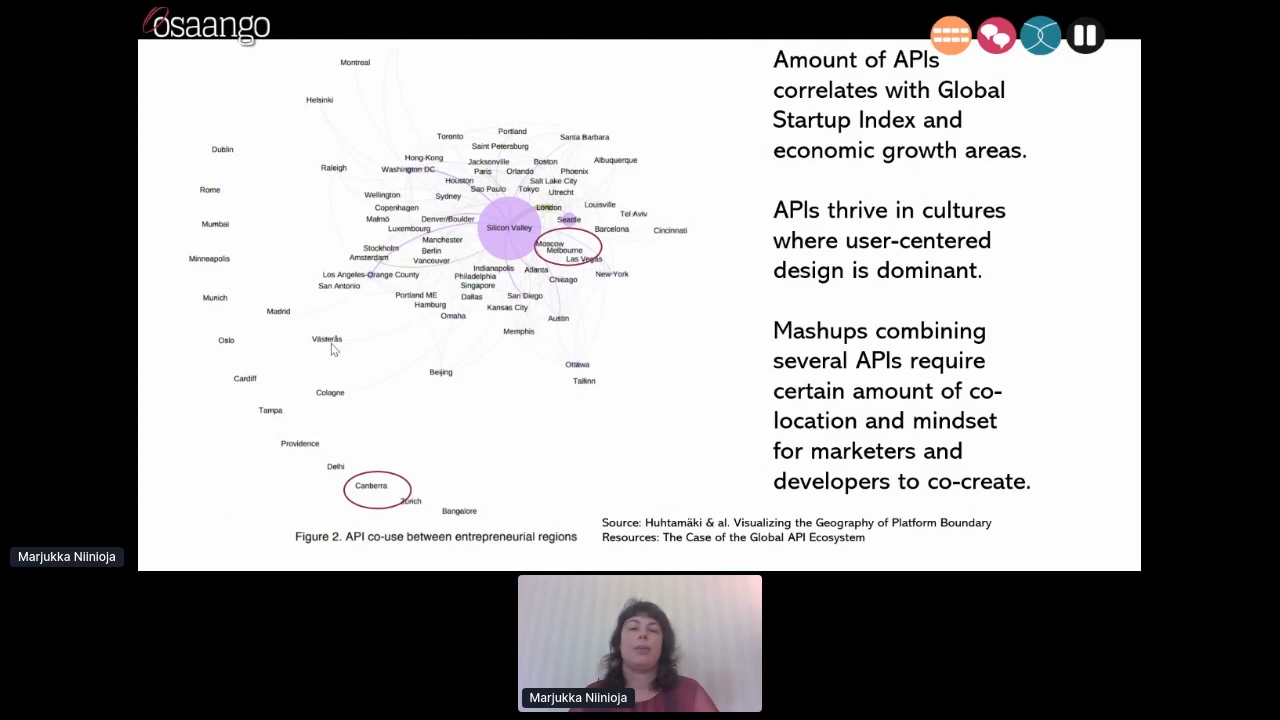 osaango
Amount of APIs
correlates with Global
Startup Index and
economic growth areas.
APIs thrive in cultures
where user-centered
design is dominant.
Mashups combining
several APIs require
certain amount of co-
location and mindset
for marketers and
developers to co-create.
Montreal
Helsinki
Toronto
Portland
Santa Barbara
Saint Petersburg
Dublin
Hong-Kong
Jacksonville
Boston
Albuquerque
Raleigh
Washington DC
Paris
Orlando
Phoenix
Houston
Salt Lake City
Rome
Sao Paulo
Tokyo
Utrecht
Wellington
Sydney
Copenhagen
London
Louisville
Malmö
Denver/Boulder
Seattle
Tel Aviv
Mumbai
Luxembourg
Silicon Valley
Barcelona
Cincinnati
Manchester
Moscow
Stockholm
Berlin
Melbourne
Minneapolis
Amsterdam
Vancouver
Las Vegas
Los Angeles-Orange County
Indianapolis
Atlanta
New York
Philadelphia
Chicago
San Antonio
Singapore
Munich
Portland ME
Dallas
San Diego
Hamburg
Kansas City
Madrid
Omaha
Austin
Memphis
Oslo
Västerås
Ottawa
Beijing
Tallinn
Cardiff
Cologne
Tampa
Providence
Delhi
Canberra
Zurich
Bangalore
Figure 2. API co-use between entrepreneurial regions
Source: Huhtamäki & al. Visualizing the Geography of Platform Boundary
Resources: The Case of the Global API Ecosystem
Marjukka Niinioja
Marjukka Niinioja